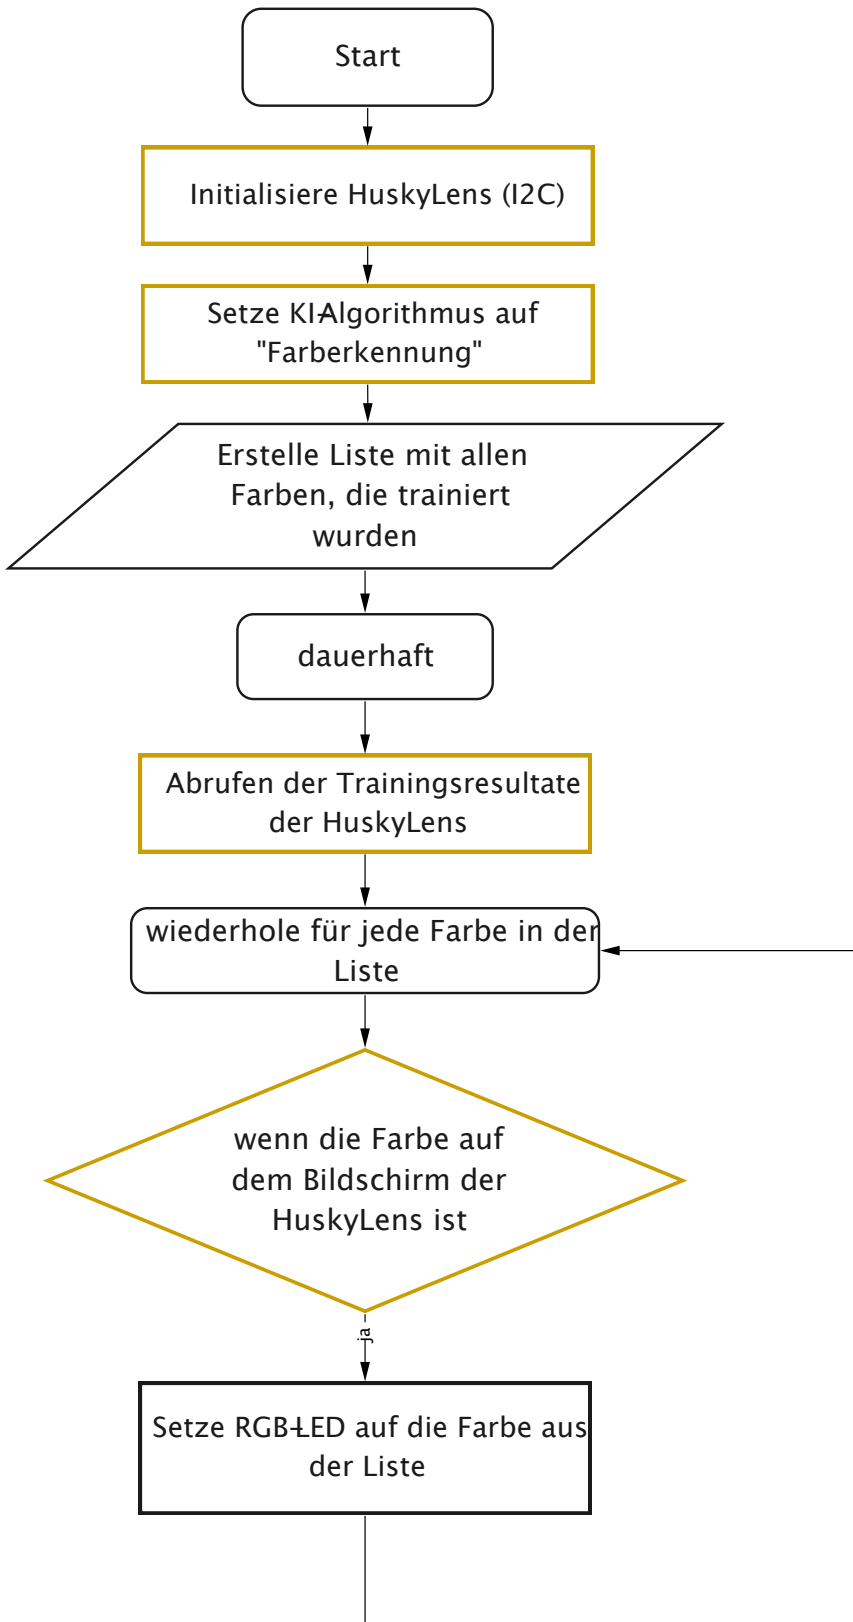 Start
Initialisiere HuskyLens (I2C)
Setze KI-Algorithmus auf
"Farberkennung"
Erstelle Liste mit allen
Farben, die trainiert
wurden
dauerhaft
Abrufen der Trainingsresultate
der HuskyLens
wiederhole für jede Farbe in der
Liste
wenn die Farbe auf
dem Bildschirm der
HuskyLens ist
ja
Setze RGB-LED auf die Farbe aus
der Liste